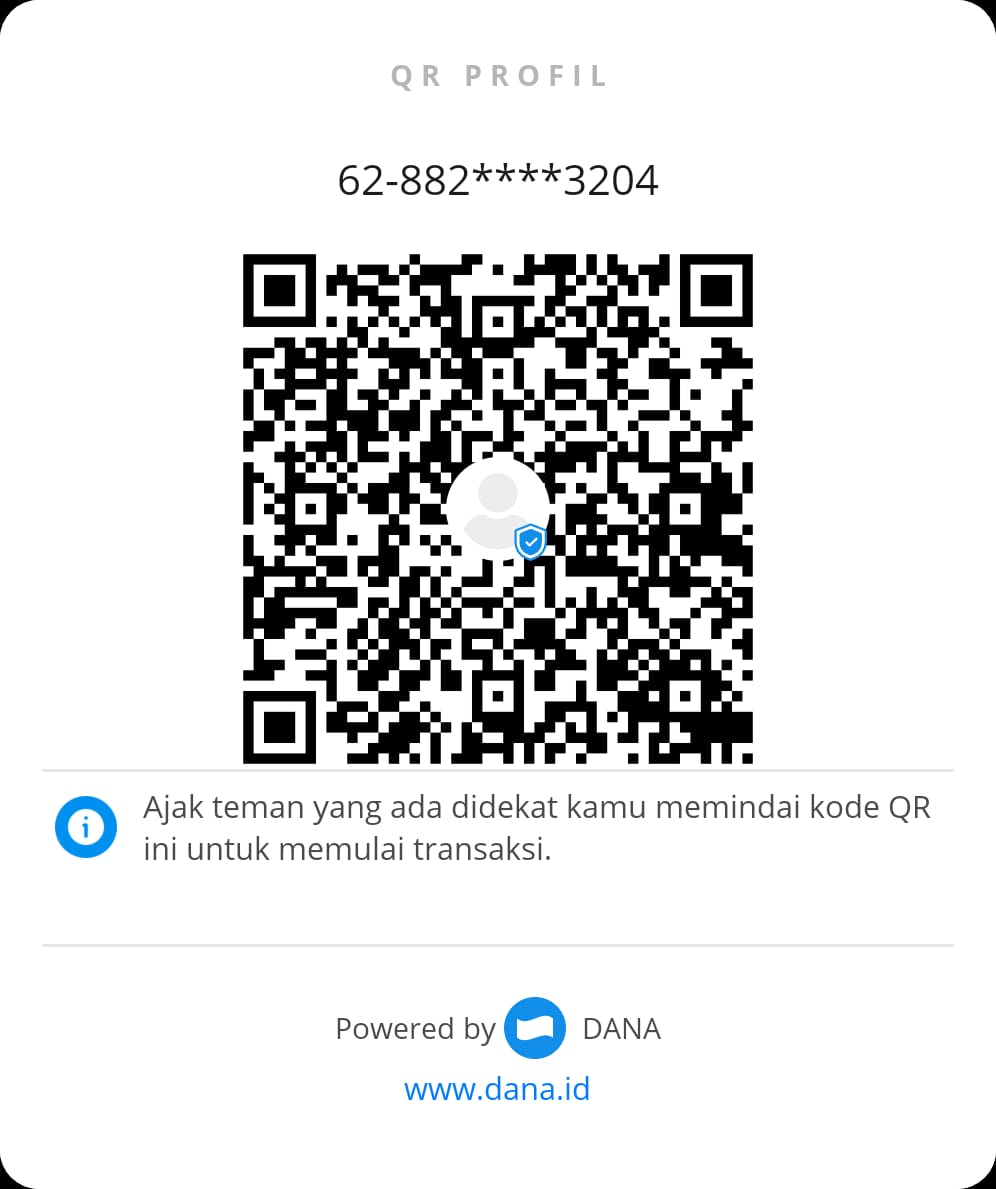 QR PROFIL
62-882****3204
Ajak teman yang ada didekat kamu memindai kode QR
ini untuk memulai transaksi.
Powered by DANA
www.dana.id